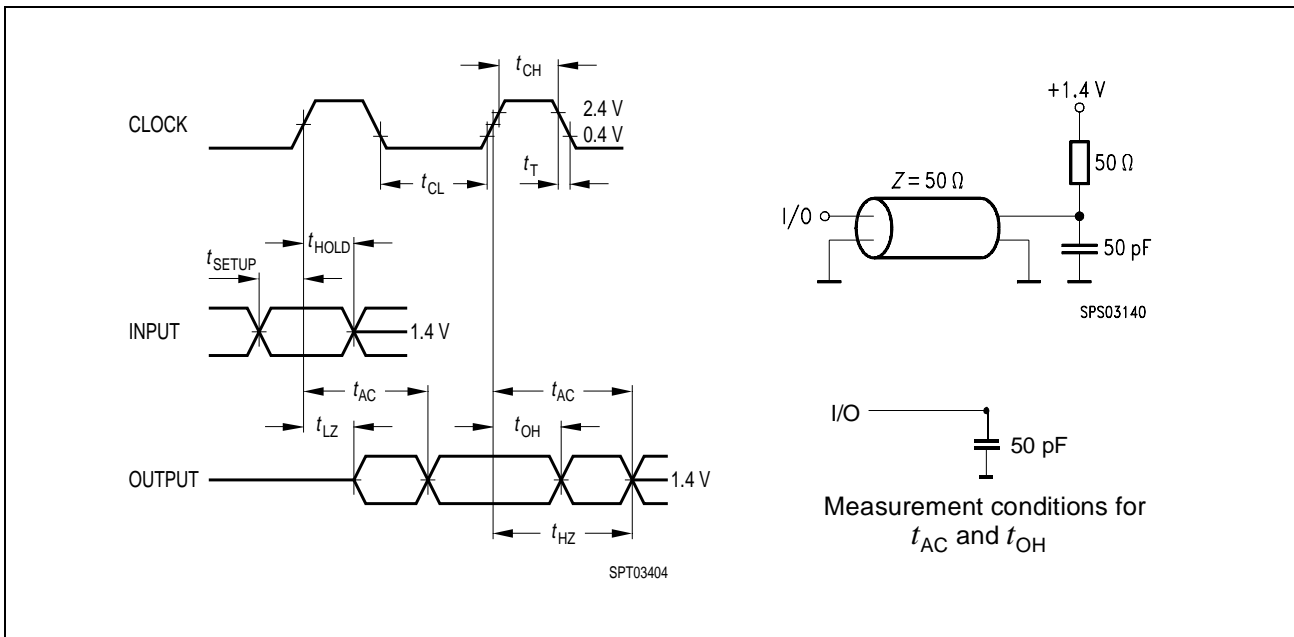 tCH
CLOCK
2.4 V
0.4 V
tT
tCL
tHOLD
tSETUP
INPUT
1.4 V
tAC
tAC
tLZ
tOH
OUTPUT
1.4 V
tHZ
SPT03404
+1.4 V
50 Ω
Z = 50 Ω
I/O
50 pF
SPS03140
I/O
50 pF
Measurement conditions for
tAC and tOH